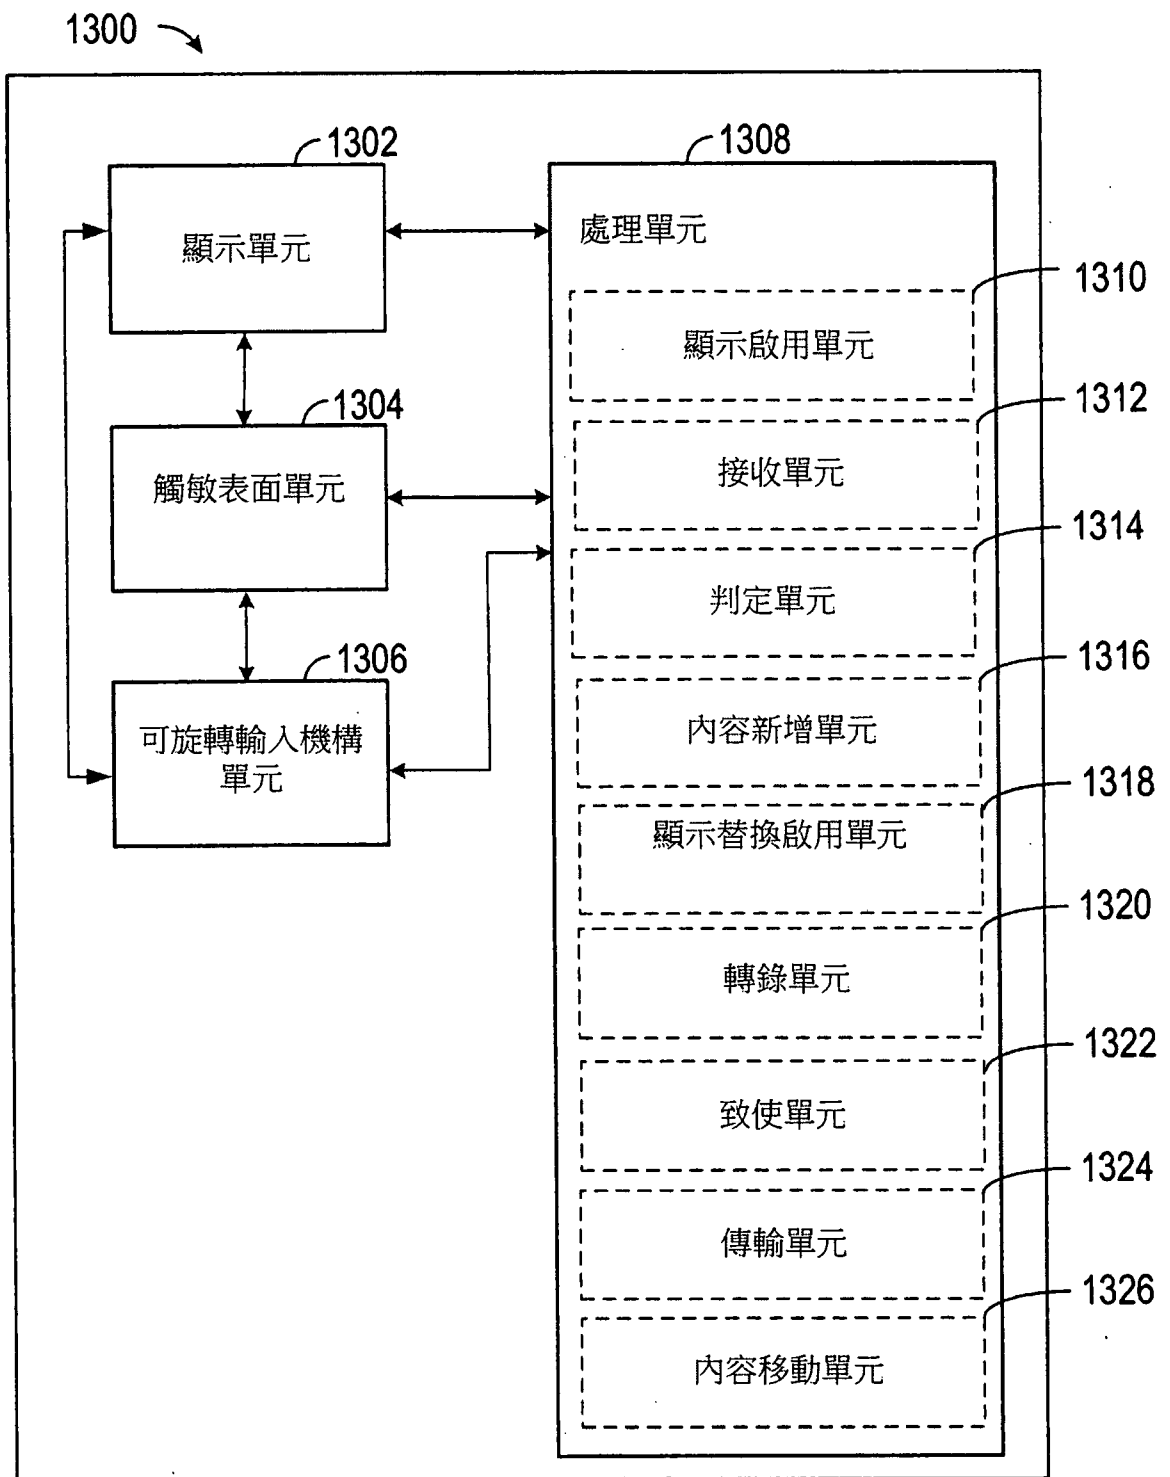 1300
1302
顯示單元
1304
觸敏表面單元
1306
可旋轉輸入機構
單元
1308
處理單元
1310
顯示啟用單元
1312
接收單元
1314
判定單元
1316
內容新增單元
1318
顯示替換啟用單元
1320
轉錄單元
1322
致使單元
1324
傳輸單元
1326
內容移動單元